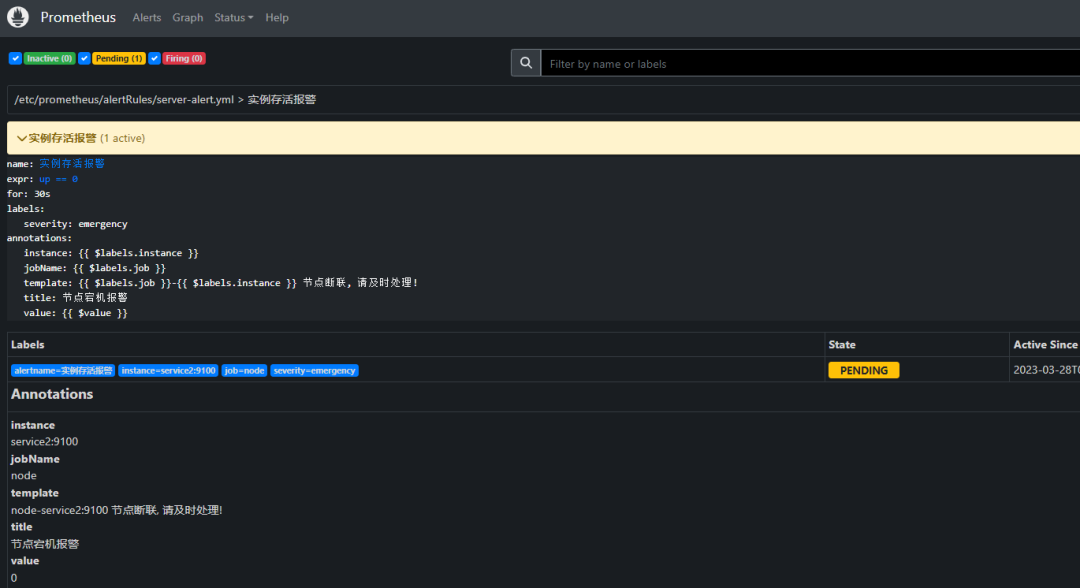 Prometheus Alerts Graph Status Help
Inactive (0) Pending (1) Firing (0) Filter by name or labels
/etc/prometheus/alertRules/server-alert.yml > 实例存活报警
实例存活报警 (1 active)
name: 实例存活报警
expr: up == 0
for: 30s
labels:
severity: emergency
annotations:
instance: {{ $labels.instance }}
jobName: {{ $labels.job }}
template: {{ $labels.job }}-{{ $labels.instance }} 节点断联, 请及时处理!
title: 节点宕机报警
value: {{ $value }}
Labels State Active Since
alertname=实例存活报警 instance=service2:9100 job=node severity=emergency PENDING 2023-03-28T0
Annotations
instance
service2:9100
jobName
node
template
node-service2:9100 节点断联, 请及时处理!
title
节点宕机报警
value
0